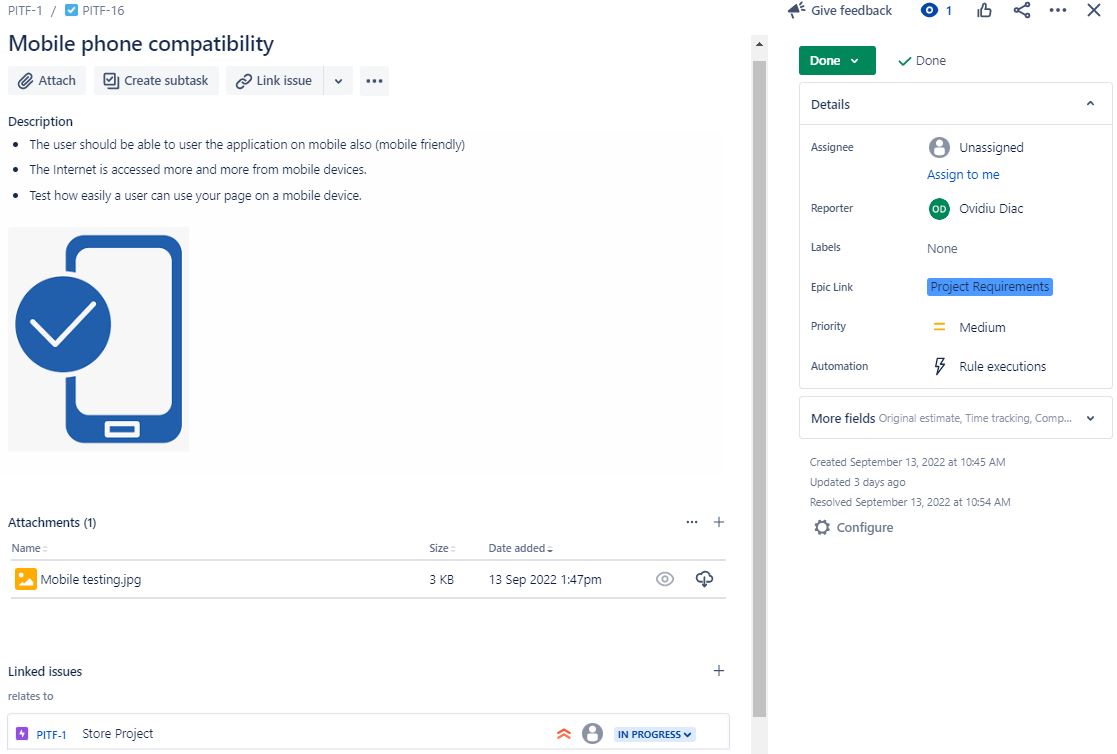 PITF-1 / PITF-16
Give feedback
1
Mobile phone compatibility
Attach
Create subtask
Link issue
Done
Done
Description
The user should be able to user the application on mobile also (mobile friendly)
The Internet is accessed more and more from mobile devices.
Test how easily a user can use your page on a mobile device.
Attachments (1)
Name Size Date added
Mobile testing.jpg 3 KB 13 Sep 2022 1:47pm
Linked issues
relates to
PITF-1 Store Project IN PROGRESS
Details
Assignee Unassigned
Assign to me
Reporter OD Ovidiu Diac
Labels None
Epic Link Project Requirements
Priority Medium
Automation Rule executions
More fields Original estimate, Time tracking, Comp...
Created September 13, 2022 at 10:45 AM
Updated 3 days ago
Resolved September 13, 2022 at 10:54 AM
Configure